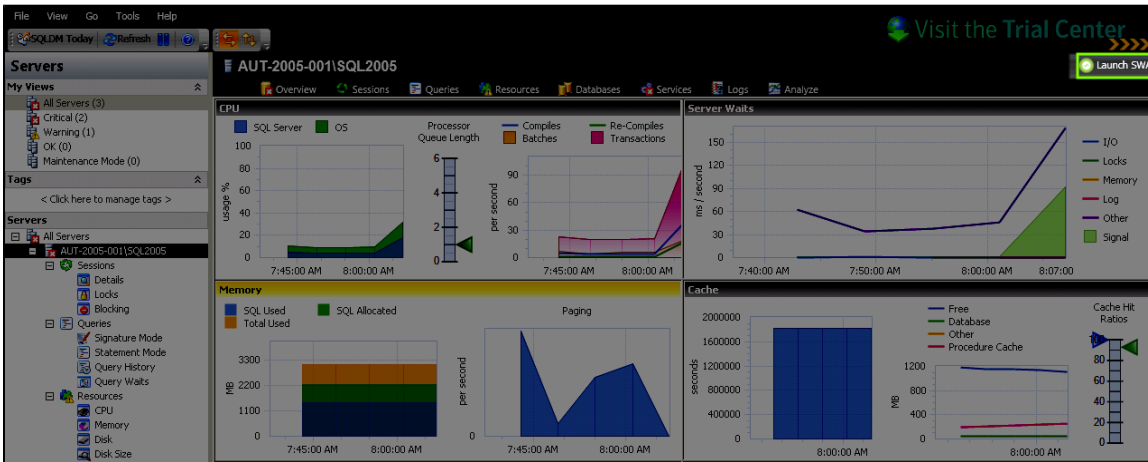 File View Go Tools Help
SQLDM Today Refresh
Visit the Trial Center
Servers
AUT-2005-001\SQL2005
Launch SWA
My Views
Overview Sessions Queries Resources Databases Services Logs Analyze
All Servers (3)
Critical (2)
Warning (1)
OK (0)
Maintenance Mode (0)
Tags
< Click here to manage tags >
Servers
All Servers
AUT-2005-001\SQL2005
Sessions
Details
Locks
Blocking
Queries
Signature Mode
Statement Mode
Query History
Query Waits
Resources
CPU
Memory
Disk
Disk Size
CPU
SQL Server OS
Processor Queue Length
Compiles Re-Compiles
Batches Transactions
100
80
60
40
20
0
usage %
7:45:00 AM 8:00:00 AM
6
4
2
0
90
60
30
0
per second
7:45:00 AM 8:00:00 AM
Server Waits
150
120
90
60
30
0
ms / second
7:40:00 AM 7:50:00 AM 8:00:00 AM 8:07:00
I/O
Locks
Memory
Log
Other
Signal
Memory
SQL Used SQL Allocated
Total Used
3300
2200
1100
0
MB
7:45:00 AM 8:00:00 AM
Paging
per second
0
7:45:00 AM 8:00:00 AM
Cache
2000000
1600000
1200000
800000
400000
0
seconds
8:00:00 AM
Free
Database
Other
Procedure Cache
1200
800
400
0
MB
8:00:00 AM
Cache Hit
Ratios
80
60
40
20
0